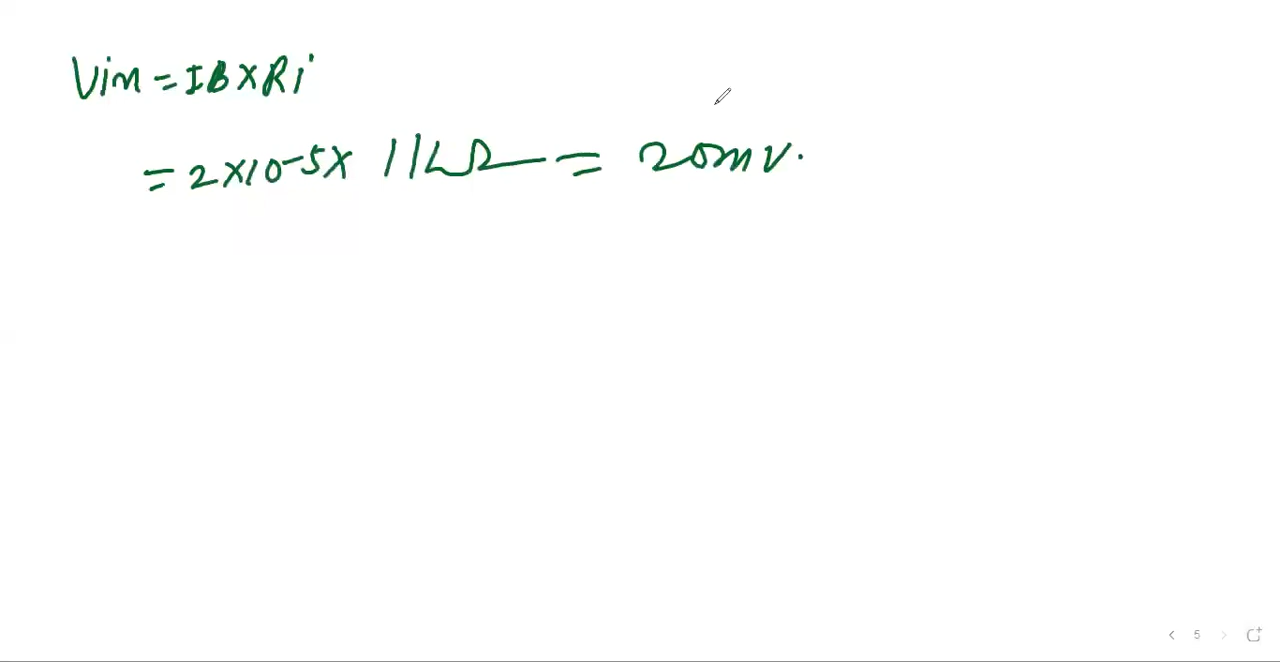 Vin = IB X Ri
= 2 X 10-5 X 1kΩ = 20mV.
5